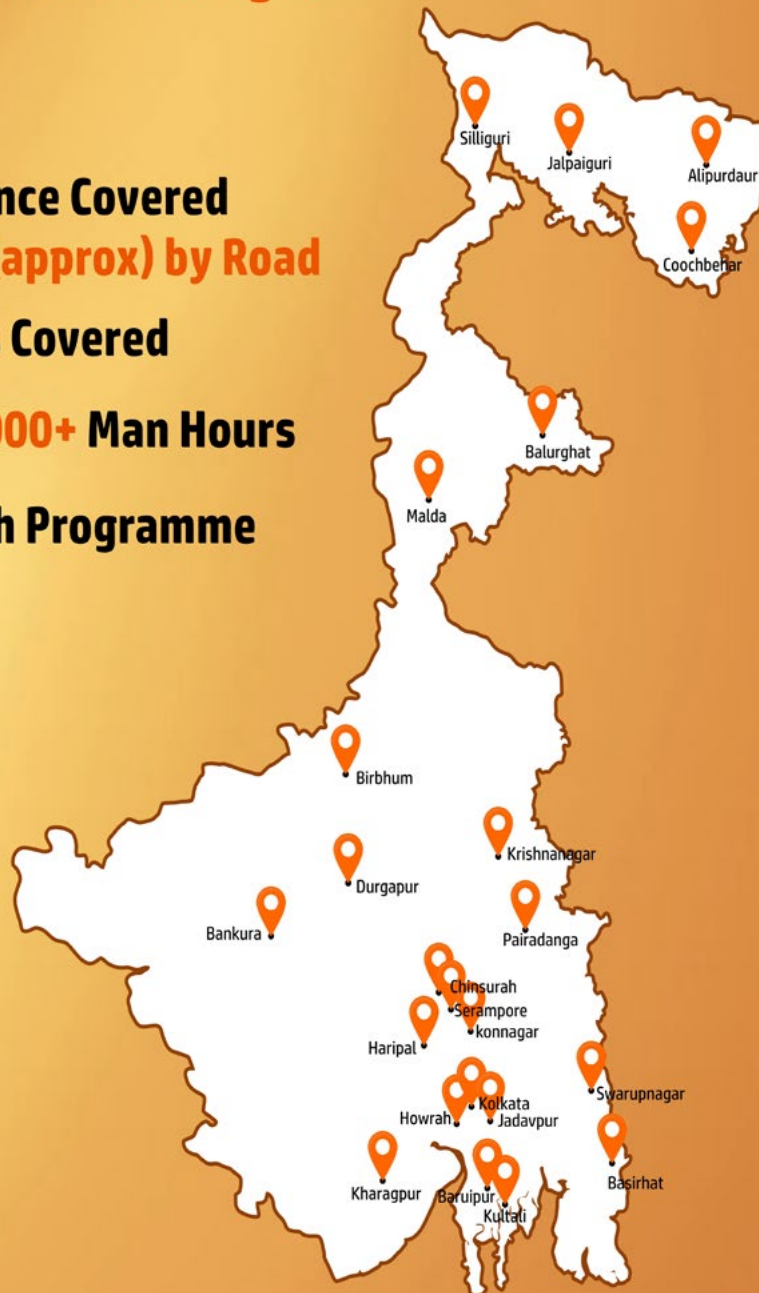 nce Covered
approx) by Road
Covered
000+ Man Hours
h Programme
Silliguri
Jalpaiguri
Alipurdaur
Coochbehar
Balurghat
Malda
Birbhum
Krishnanagar
Durgapur
Bankura
Pairadanga
Chinsurah
Serampore
konnagar
Haripal
Swarupnagar
Kolkata
Howrah
Jadavpur
Basirhat
Kharagpur
Baruipur
Kultali